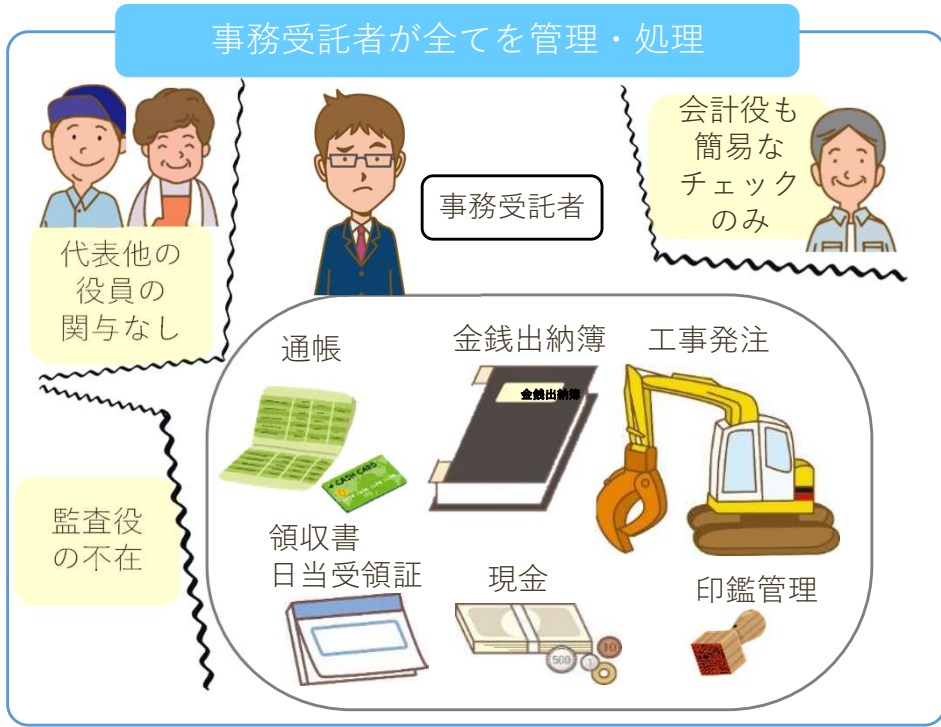 事務受託者が全てを管理・処理
代表他の
役員の
関与なし
事務受託者
会計役も
簡易な
チェック
のみ
監査役
の不在
通帳
CASH CARD
金銭出納簿
金銭出納簿
工事発注
領収書
日当受領証
現金
500
1
10
印鑑管理